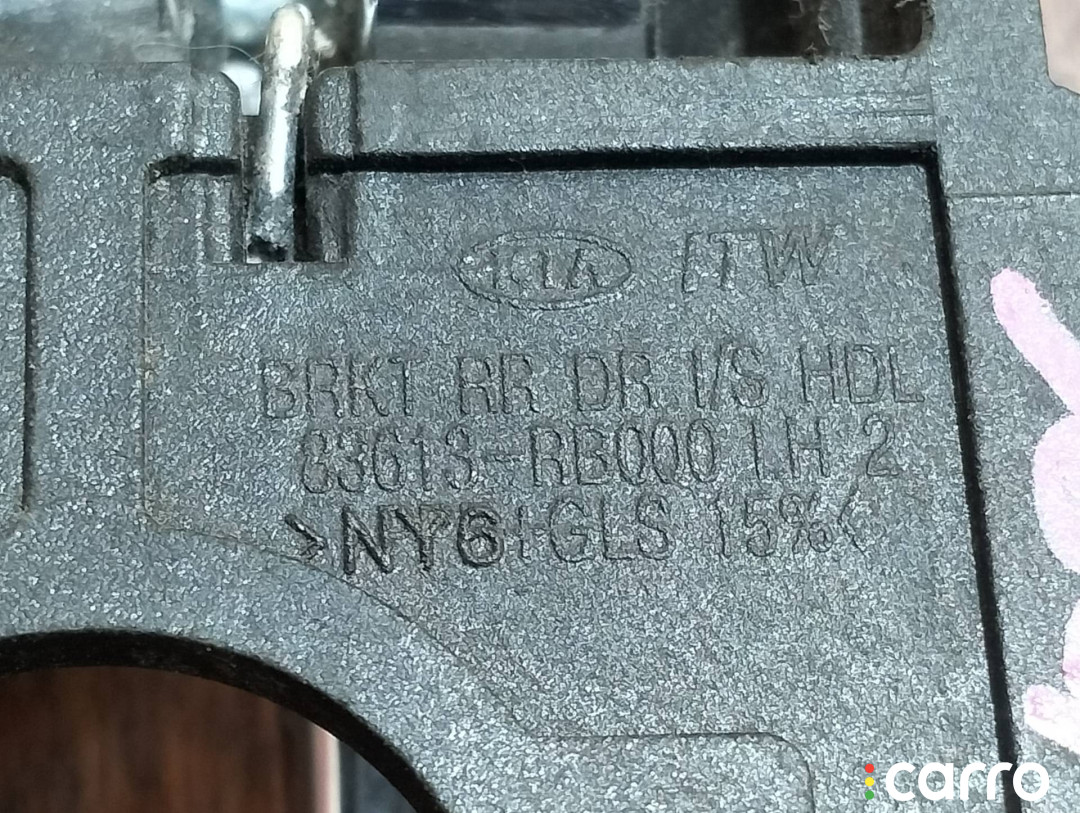 KIA ITW
BRKT RR DR I/S HDL
83613-RB000 LH 2
>NY6+GLS 15%<
carro